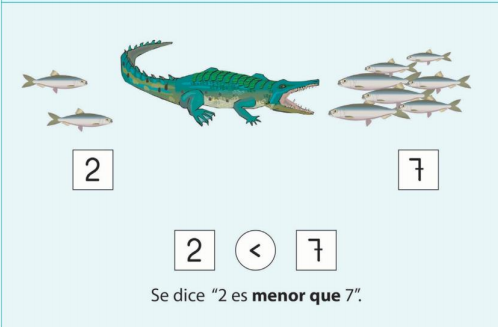 2 7
2 < 7
Se dice “2 es menor que 7”.